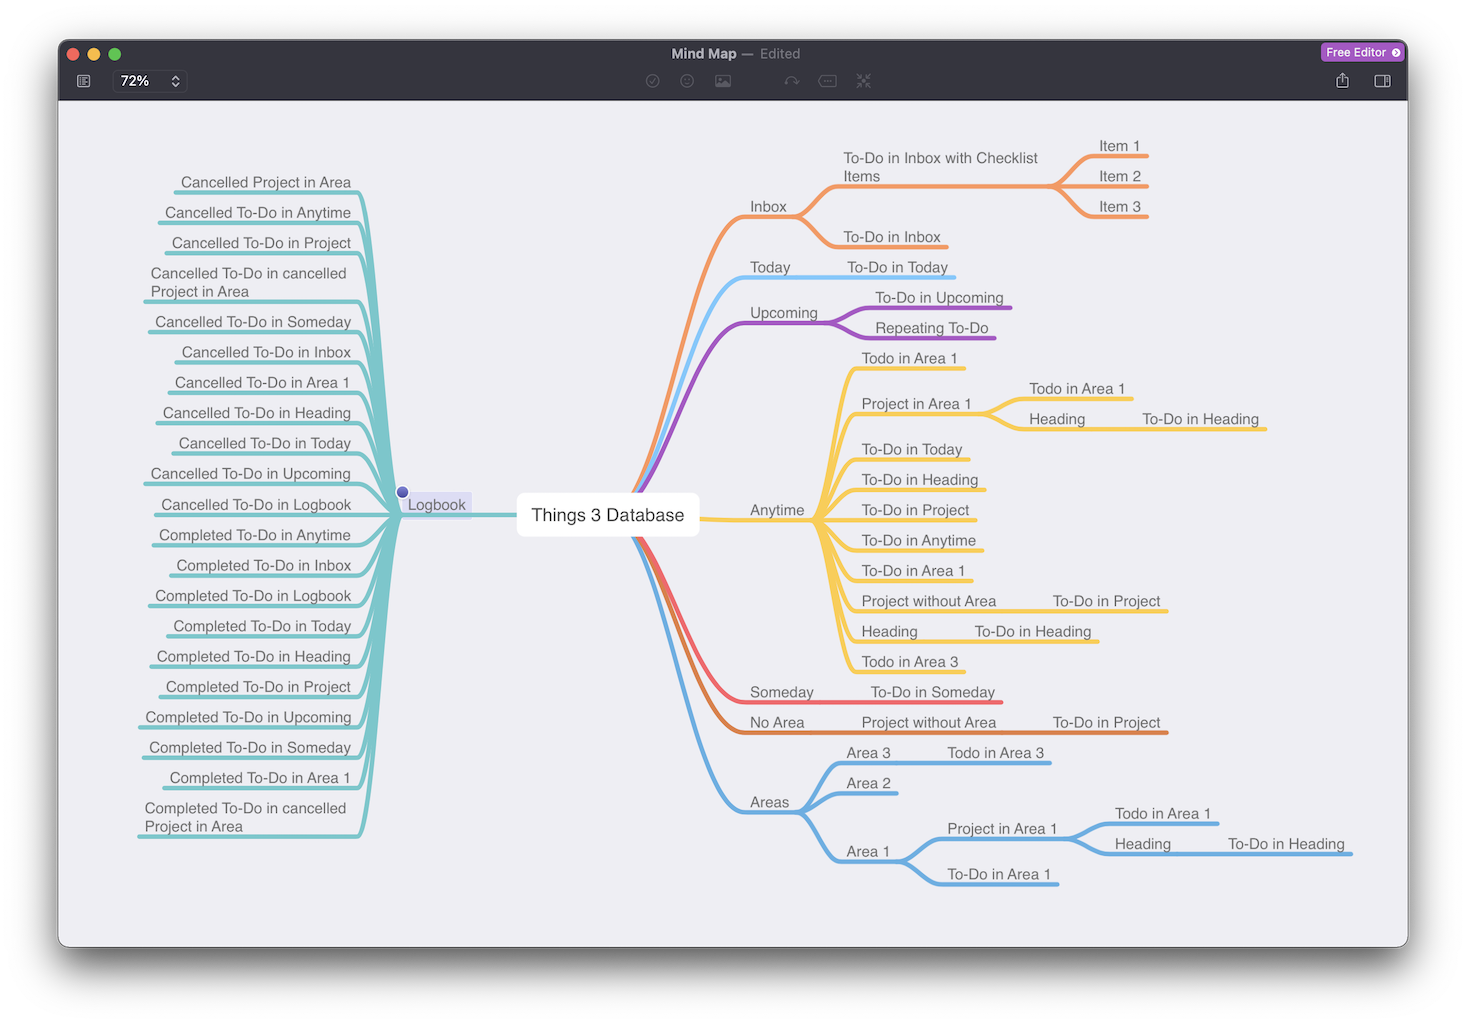 Mind Map — Edited
Free Editor
72%
Cancelled Project in Area
Cancelled To-Do in Anytime
Cancelled To-Do in Project
Cancelled To-Do in cancelled
Project in Area
Cancelled To-Do in Someday
Cancelled To-Do in Inbox
Cancelled To-Do in Area 1
Cancelled To-Do in Heading
Cancelled To-Do in Today
Cancelled To-Do in Upcoming
Cancelled To-Do in Logbook
Completed To-Do in Anytime
Completed To-Do in Inbox
Completed To-Do in Logbook
Completed To-Do in Today
Completed To-Do in Heading
Completed To-Do in Project
Completed To-Do in Upcoming
Completed To-Do in Someday
Completed To-Do in Area 1
Completed To-Do in cancelled
Project in Area
Logbook
Things 3 Database
Inbox
To-Do in Inbox with Checklist
Items
Item 1
Item 2
Item 3
To-Do in Inbox
Today
To-Do in Today
Upcoming
To-Do in Upcoming
Repeating To-Do
Anytime
Todo in Area 1
Project in Area 1
Todo in Area 1
Heading
To-Do in Heading
To-Do in Today
To-Do in Heading
To-Do in Project
To-Do in Anytime
To-Do in Area 1
Project without Area
To-Do in Project
Heading
To-Do in Heading
Todo in Area 3
Someday
To-Do in Someday
No Area
Project without Area
To-Do in Project
Areas
Area 3
Todo in Area 3
Area 2
Area 1
Project in Area 1
Todo in Area 1
Heading
To-Do in Heading
To-Do in Area 1